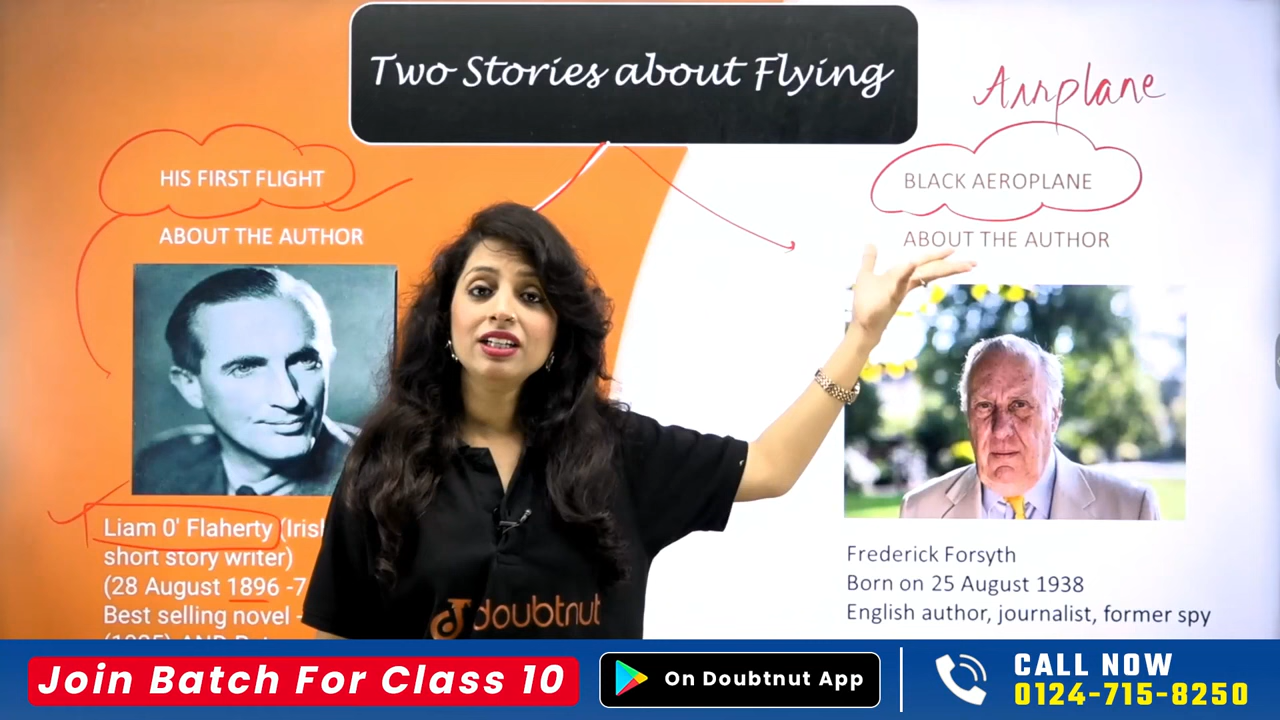 Two Stories about Flying
Airplane
HIS FIRST FLIGHT
ABOUT THE AUTHOR
Liam O' Flaherty (Irish
short story writer)
(28 August 1896 -7
Best selling novel -
BLACK AEROPLANE
ABOUT THE AUTHOR
Frederick Forsyth
Born on 25 August 1938
English author, journalist, former spy
doubtnut
Join Batch For Class 10
On Doubtnut App
CALL NOW
0124-715-8250